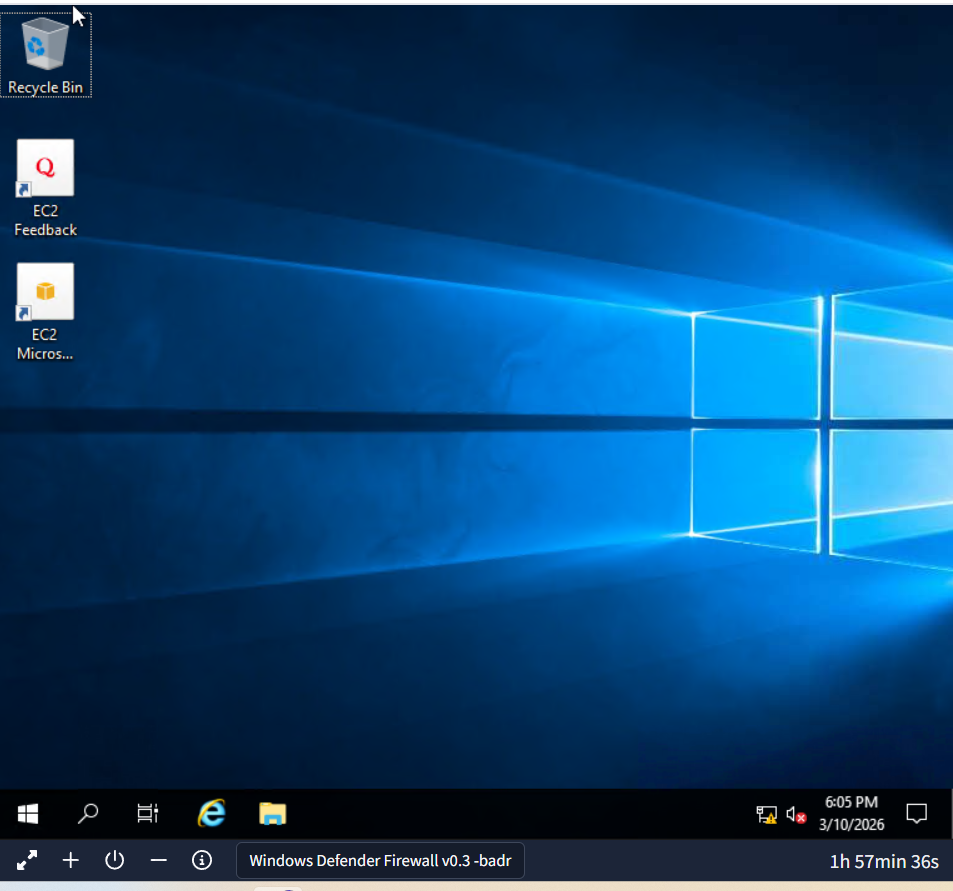 Recycle Bin
Q
EC2
Feedback
EC2
Micros...
6:05 PM
3/10/2026
Windows Defender Firewall v0.3 -badr
1h 57min 36s